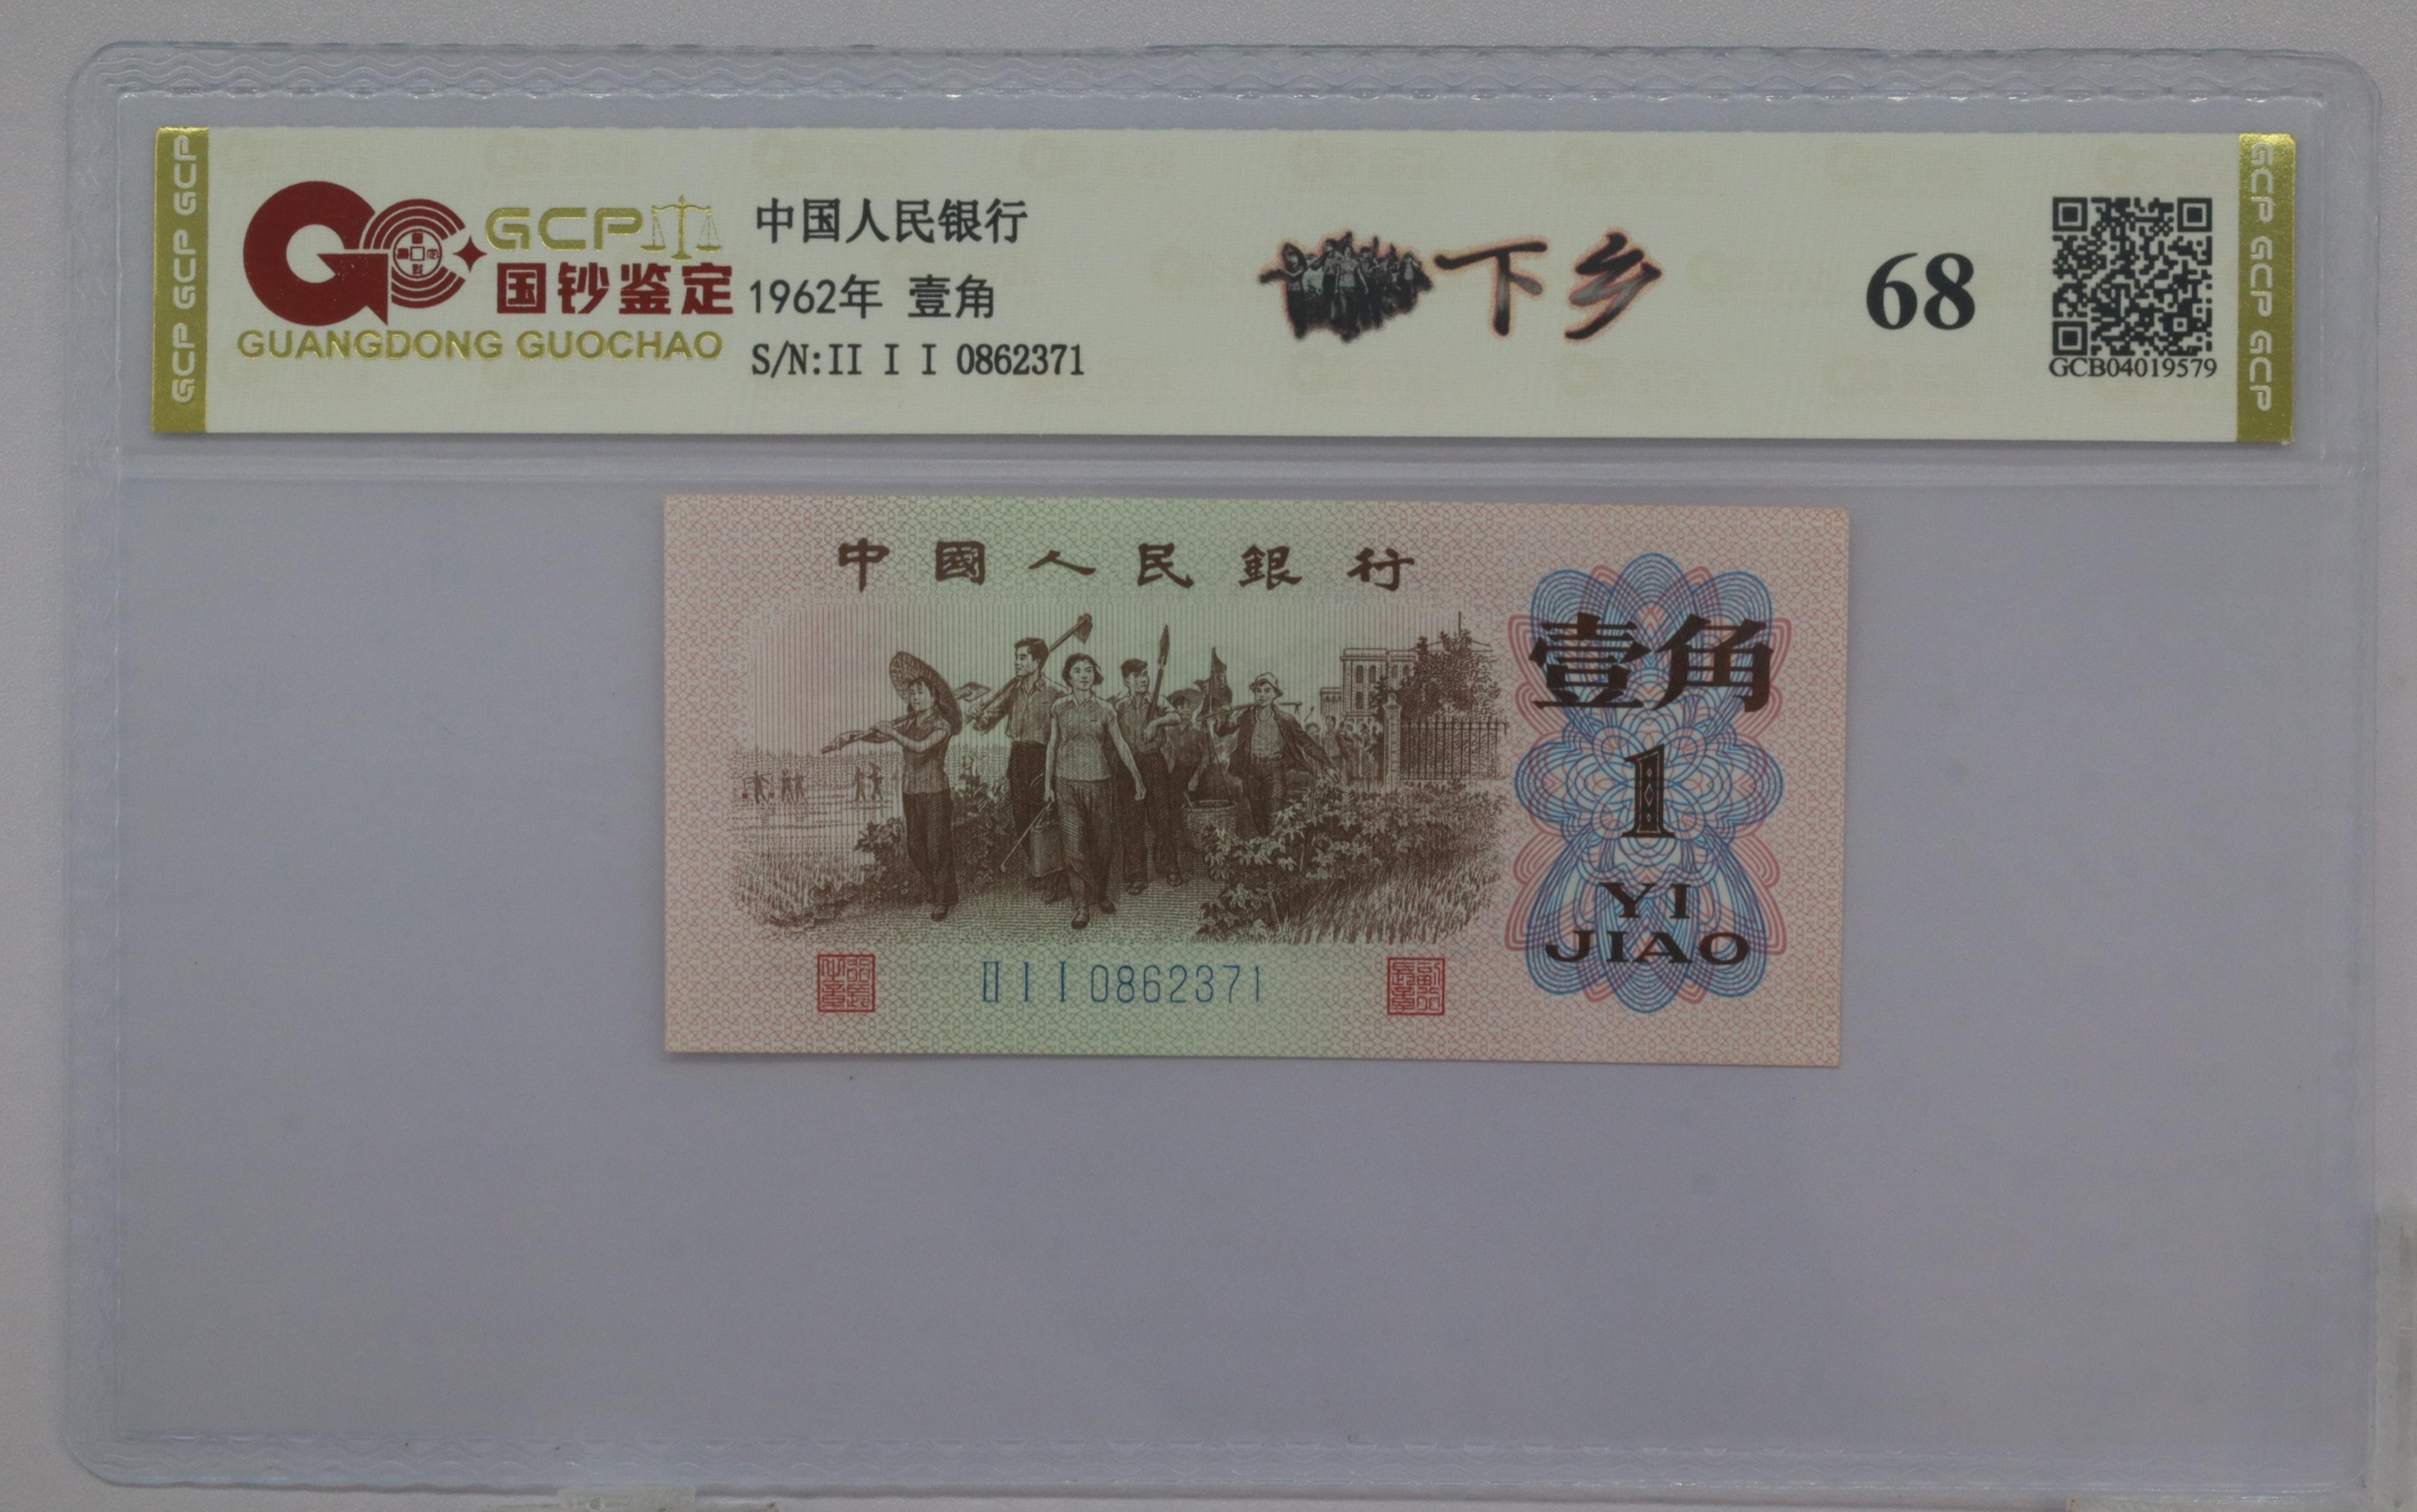 GCP GCP GCP
GCP
国钞鉴定
GUANGDONG GUOCHAO
中国人民银行
1962年 壹角
S/N:II I I 0862371
下乡
68
GCB04019579
GCP GCP GCP
中國人民銀行
壹角
1
YI
JIAO
II I I 0862371